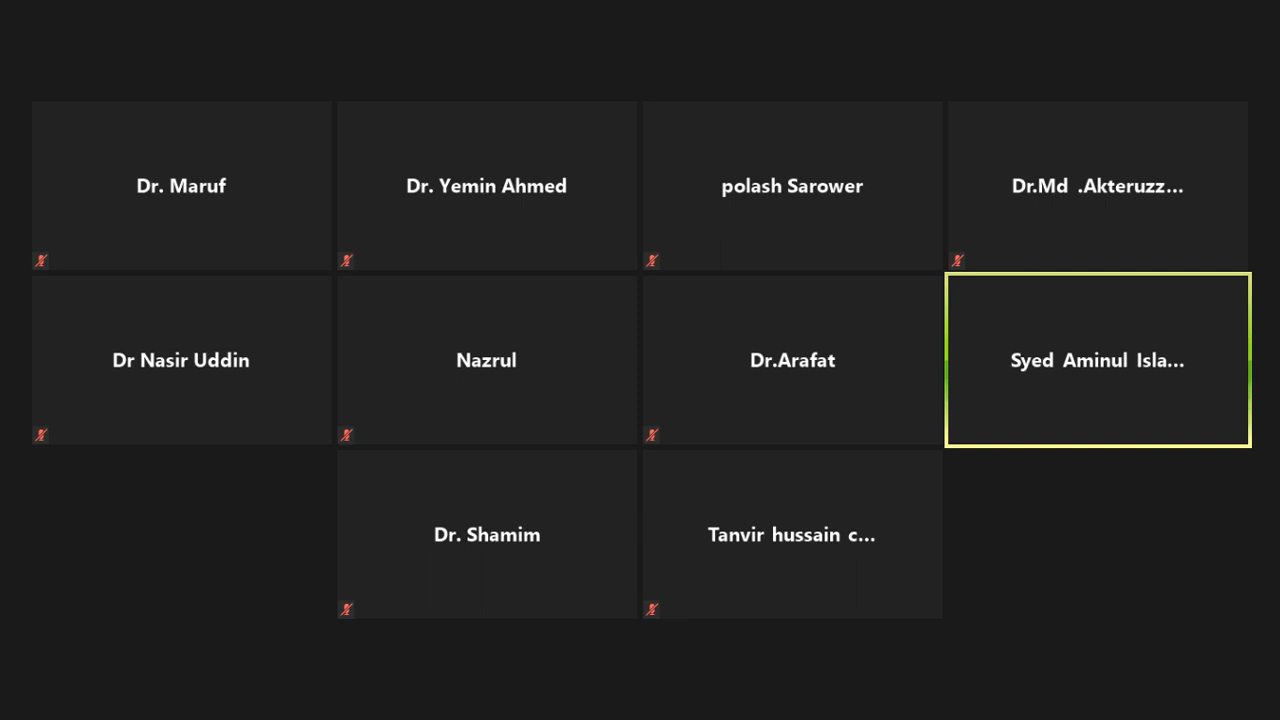 Dr. Maruf
Dr. Yemin Ahmed
polash Sarower
Dr.Md .Akteruzz...
Dr Nasir Uddin
Nazrul
Dr.Arafat
Syed Aminul Isla...
Dr. Shamim
Tanvir hussain c...